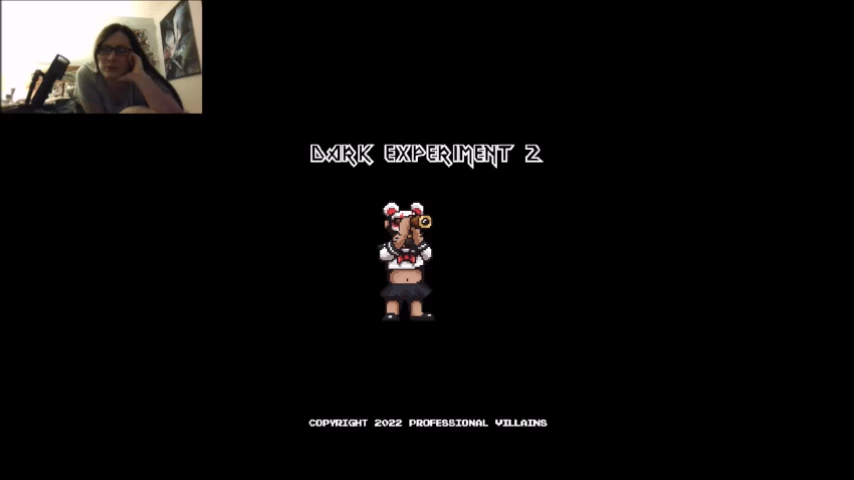 DARK EXPERIMENT 2
COPYRIGHT 2022 PROFESSIONAL VILLAINS